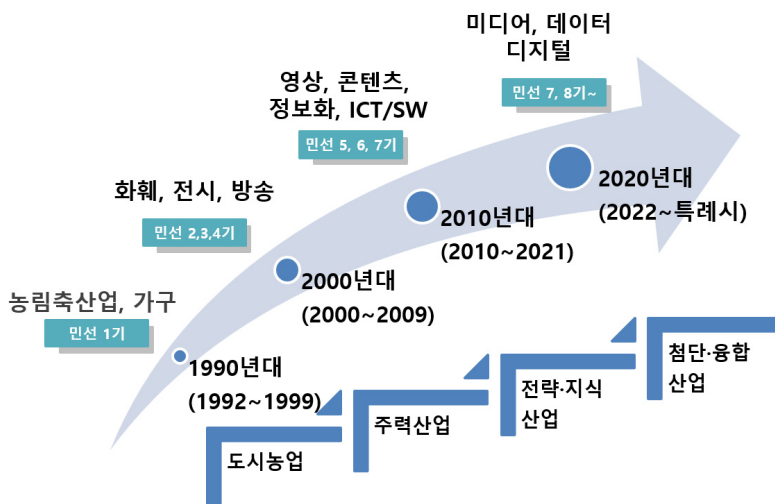 미디어, 데이터
디지털
민선 7, 8기~
영상, 콘텐츠,
정보화, ICT/SW
민선 5, 6, 7기
화훼, 전시, 방송
민선 2,3,4기
농림축산업, 가구
민선 1기
2020년대
(2022~특례시)
2010년대
(2010~2021)
2000년대
(2000~2009)
1990년대
(1992~1999)
도시농업
주력산업
전략·지식
산업
첨단·융합
산업